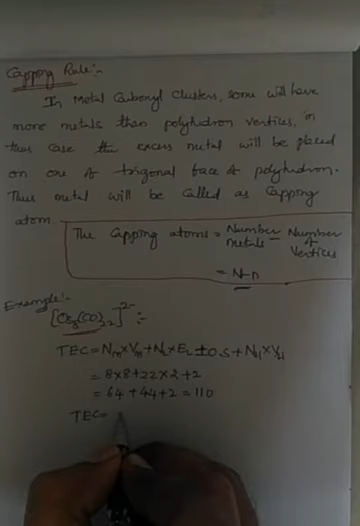 Capping Rule:-
In Metal Carbonyl Clusters, some will have
more metals than polyhedron vertices, in
this case the excess metal will be placed
on one of trigonal face of polyhedron.
This metal will be called as Capping
atom.
The Capping atoms = Number metals - Number of Vertices
= N-n
Example:-
[Os8(CO)22]2- :-
TEC = Nm×Vm + NL×EL ± O.S + NH×VH
= 8×8+22×2+2
= 64+44+2 = 110
TEC=